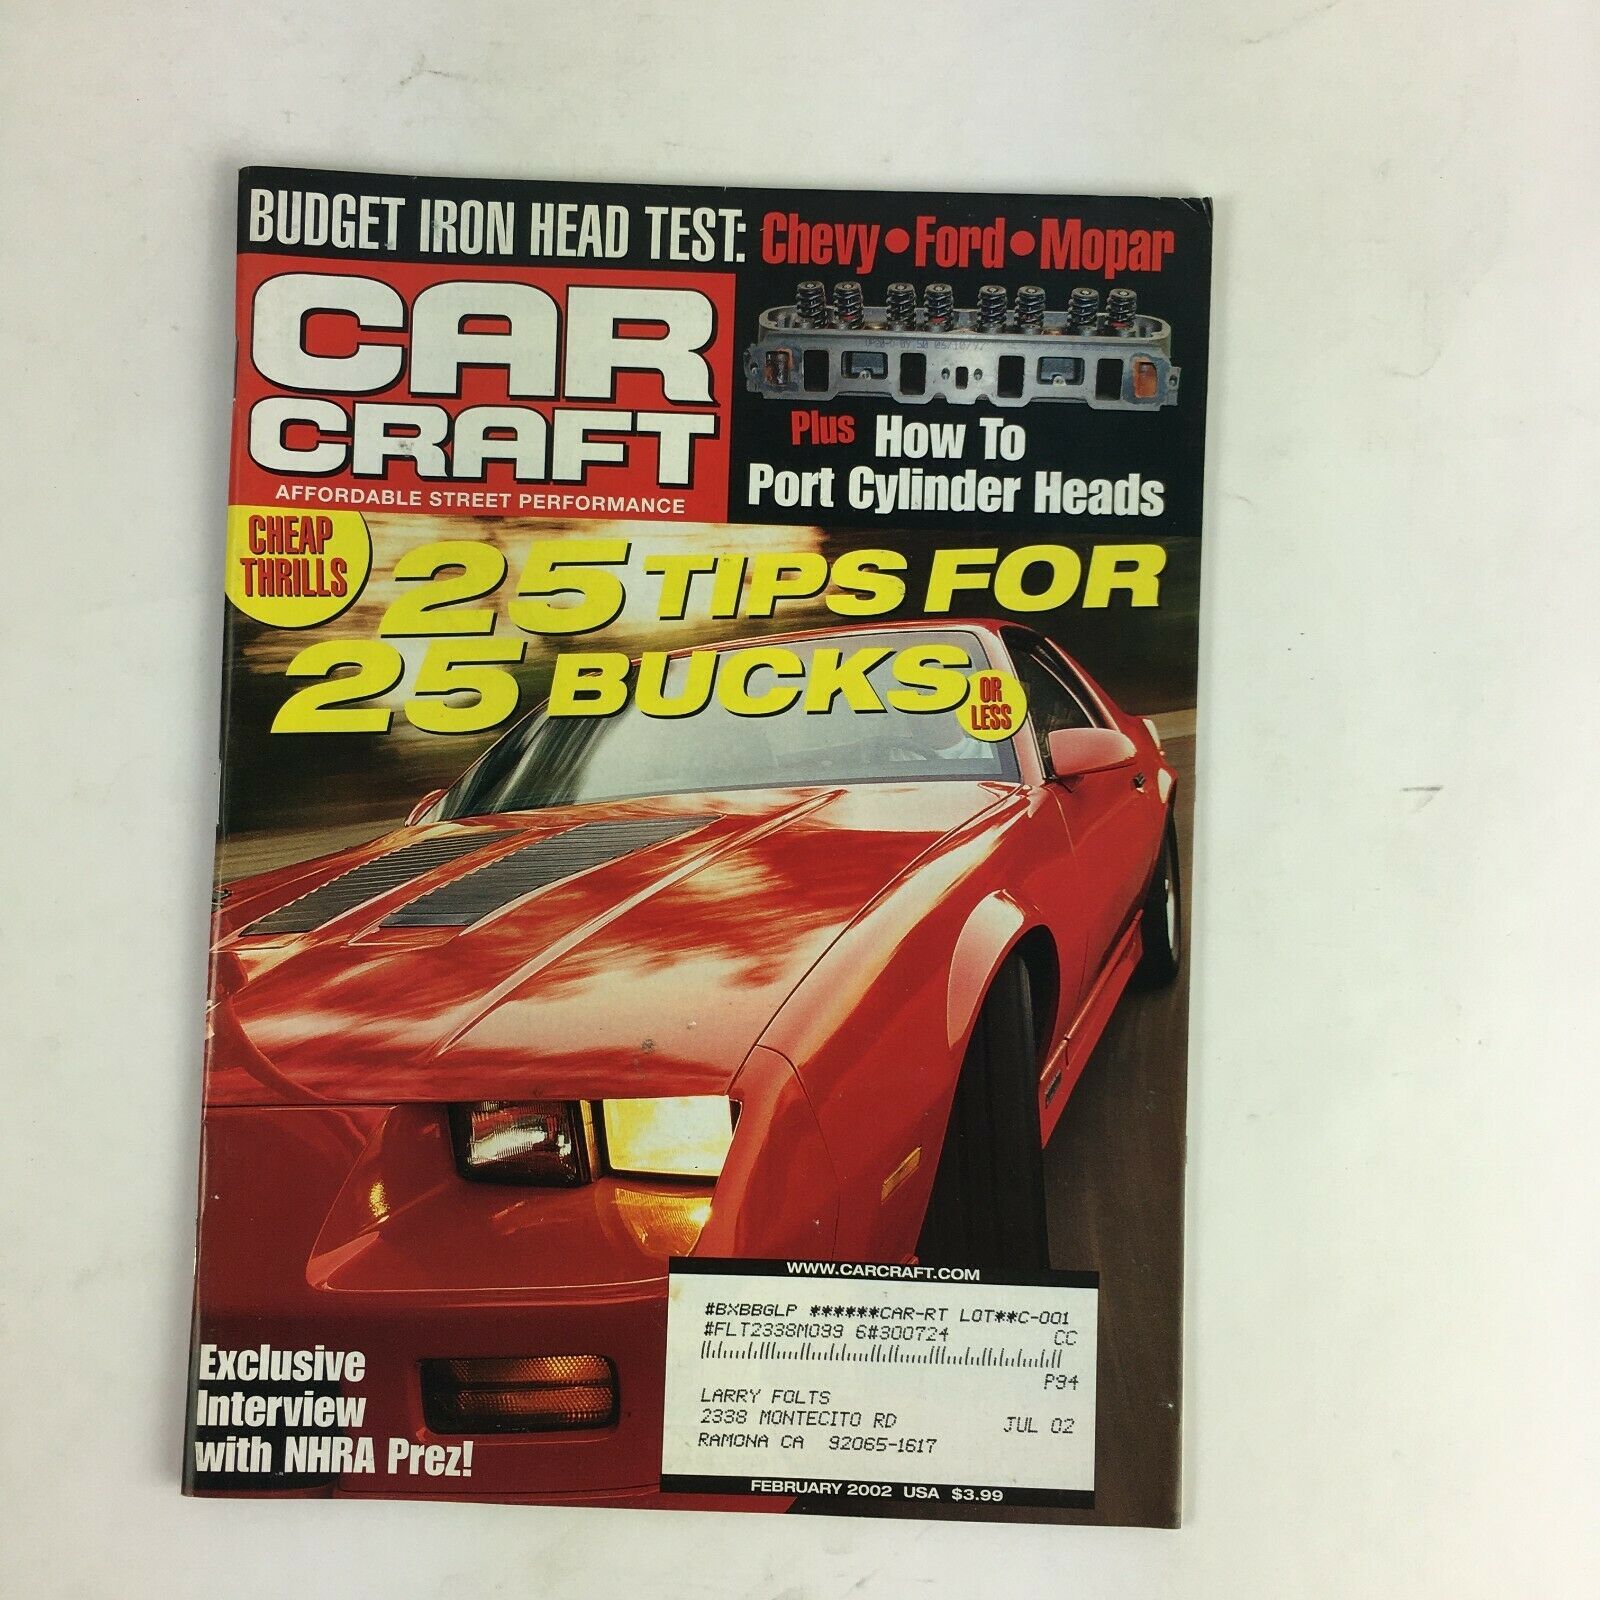 BUDGET IRON HEAD TEST: Chevy•Ford•Mopar
CAR
CRAFT
AFFORDABLE STREET PERFORMANCE
Plus How To
Port Cylinder Heads
CHEAP
THRILLS
25 TIPS FOR
25 BUCKS
OR
LESS
Exclusive
Interview
with NHRA Prez!
WWW.CARCRAFT.COM
#BXBBGLP ******CAR-RT LOT**C-001
#FLT2338M099 6#300724 CC
P94
LARRY FOLTS
2338 MONTECITO RD JUL 02
RAMONA CA 92065-1617
FEBRUARY 2002 USA $3.99